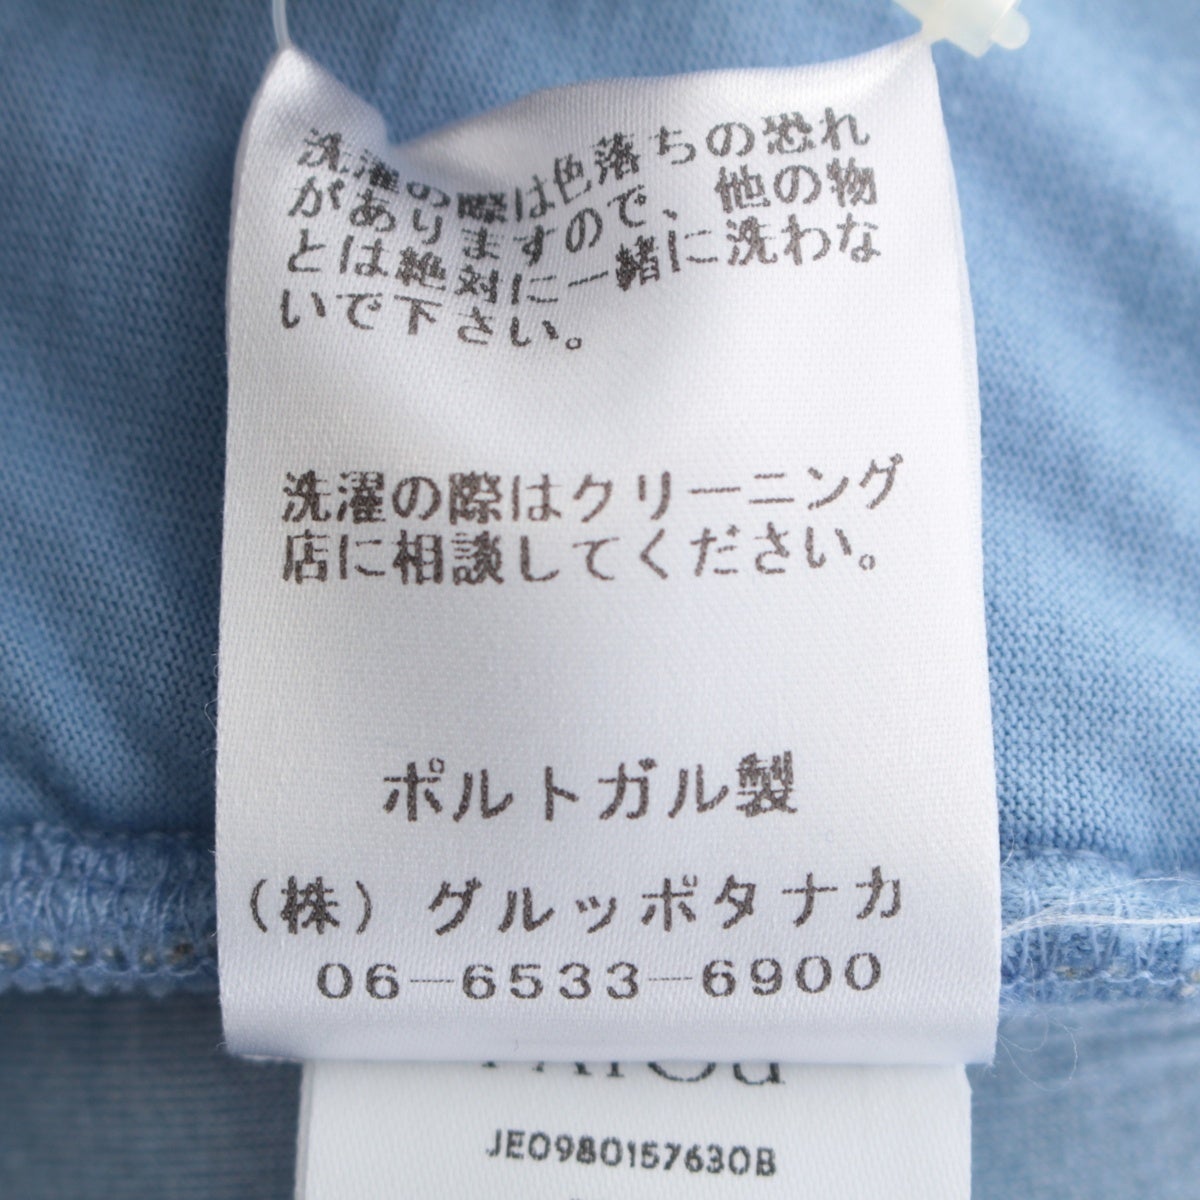 洗濯の際は色落ちの恐れ
がありますので、他の物
とは絶対に一緒に洗わな
いで下さい。
洗濯の際はクリーニング
店に相談してください。
ポルトガル製
(株) グルッポタナカ
06-6533-6900
JE0980157630B